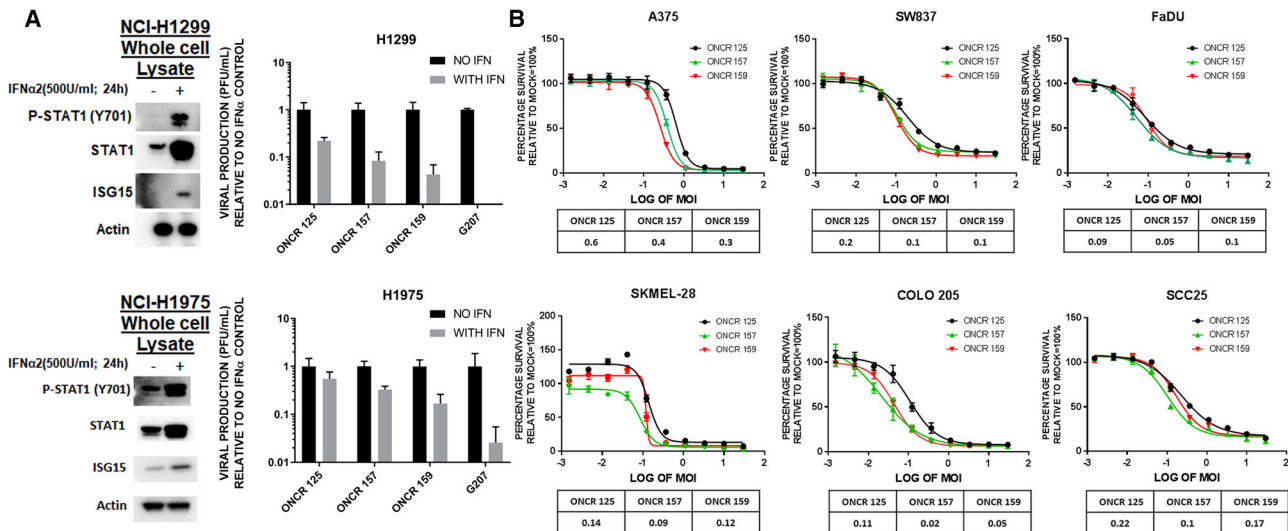 A
NCI-H1299
Whole cell
Lysate
IFNα2(500U/ml; 24h) - +
P-STAT1 (Y701)
STAT1
ISG15
Actin
H1299
VIRAL PRODUCTION (PFU/mL)
RELATIVE TO NO IFNα CONTROL
10
1
0.1
0.01
NO IFN
WITH IFN
ONCR 125
ONCR 157
ONCR 159
G207
NCI-H1975
Whole cell
Lysate
IFNα2(500U/ml; 24h) - +
P-STAT1 (Y701)
STAT1
ISG15
Actin
H1975
VIRAL PRODUCTION (PFU/mL)
RELATIVE TO NO IFNα CONTROL
10
1
0.1
0.01
NO IFN
WITH IFN
ONCR 125
ONCR 157
ONCR 159
G207
B
A375
PERCENTAGE SURVIVAL
RELATIVE TO MOCK=100%
150
100
50
0
-3 -2 -1 0 1 2
LOG OF MOI
ONCR 125
ONCR 157
ONCR 159
ONCR 125 ONCR 157 ONCR 159
0.6 0.4 0.3
SW837
PERCENTAGE SURVIVAL
RELATIVE TO MOCK=100%
150
100
50
0
-3 -2 -1 0 1 2
LOG OF MOI
ONCR 125
ONCR 157
ONCR 159
ONCR 125 ONCR 157 ONCR 159
0.2 0.1 0.1
FaDU
PERCENTAGE SURVIVAL
RELATIVE TO MOCK=100%
150
100
50
0
-3 -2 -1 0 1 2
LOG OF MOI
ONCR 125
ONCR 157
ONCR 159
ONCR 125 ONCR 157 ONCR 159
0.09 0.05 0.1
SKMEL-28
PERCENTAGE SURVIVAL
RELATIVE TO MOCK=100%
200
150
100
50
0
-3 -2 -1 0 1 2
LOG OF MOI
ONCR 125
ONCR 157
ONCR 159
ONCR 125 ONCR 157 ONCR 159
0.14 0.09 0.12
COLO 205
PERCENTAGE SURVIVAL
RELATIVE TO MOCK=100%
150
100
50
0
-3 -2 -1 0 1 2
LOG OF MOI
ONCR 125
ONCR 157
ONCR 159
ONCR 125 ONCR 157 ONCR 159
0.11 0.02 0.05
SCC25
PERCENTAGE SURVIVAL
RELATIVE TO MOCK=100%
150
100
50
0
-3 -2 -1 0 1 2
LOG OF MOI
ONCR 125
ONCR 157
ONCR 159
ONCR 125 ONCR 157 ONCR 159
0.22 0.1 0.17